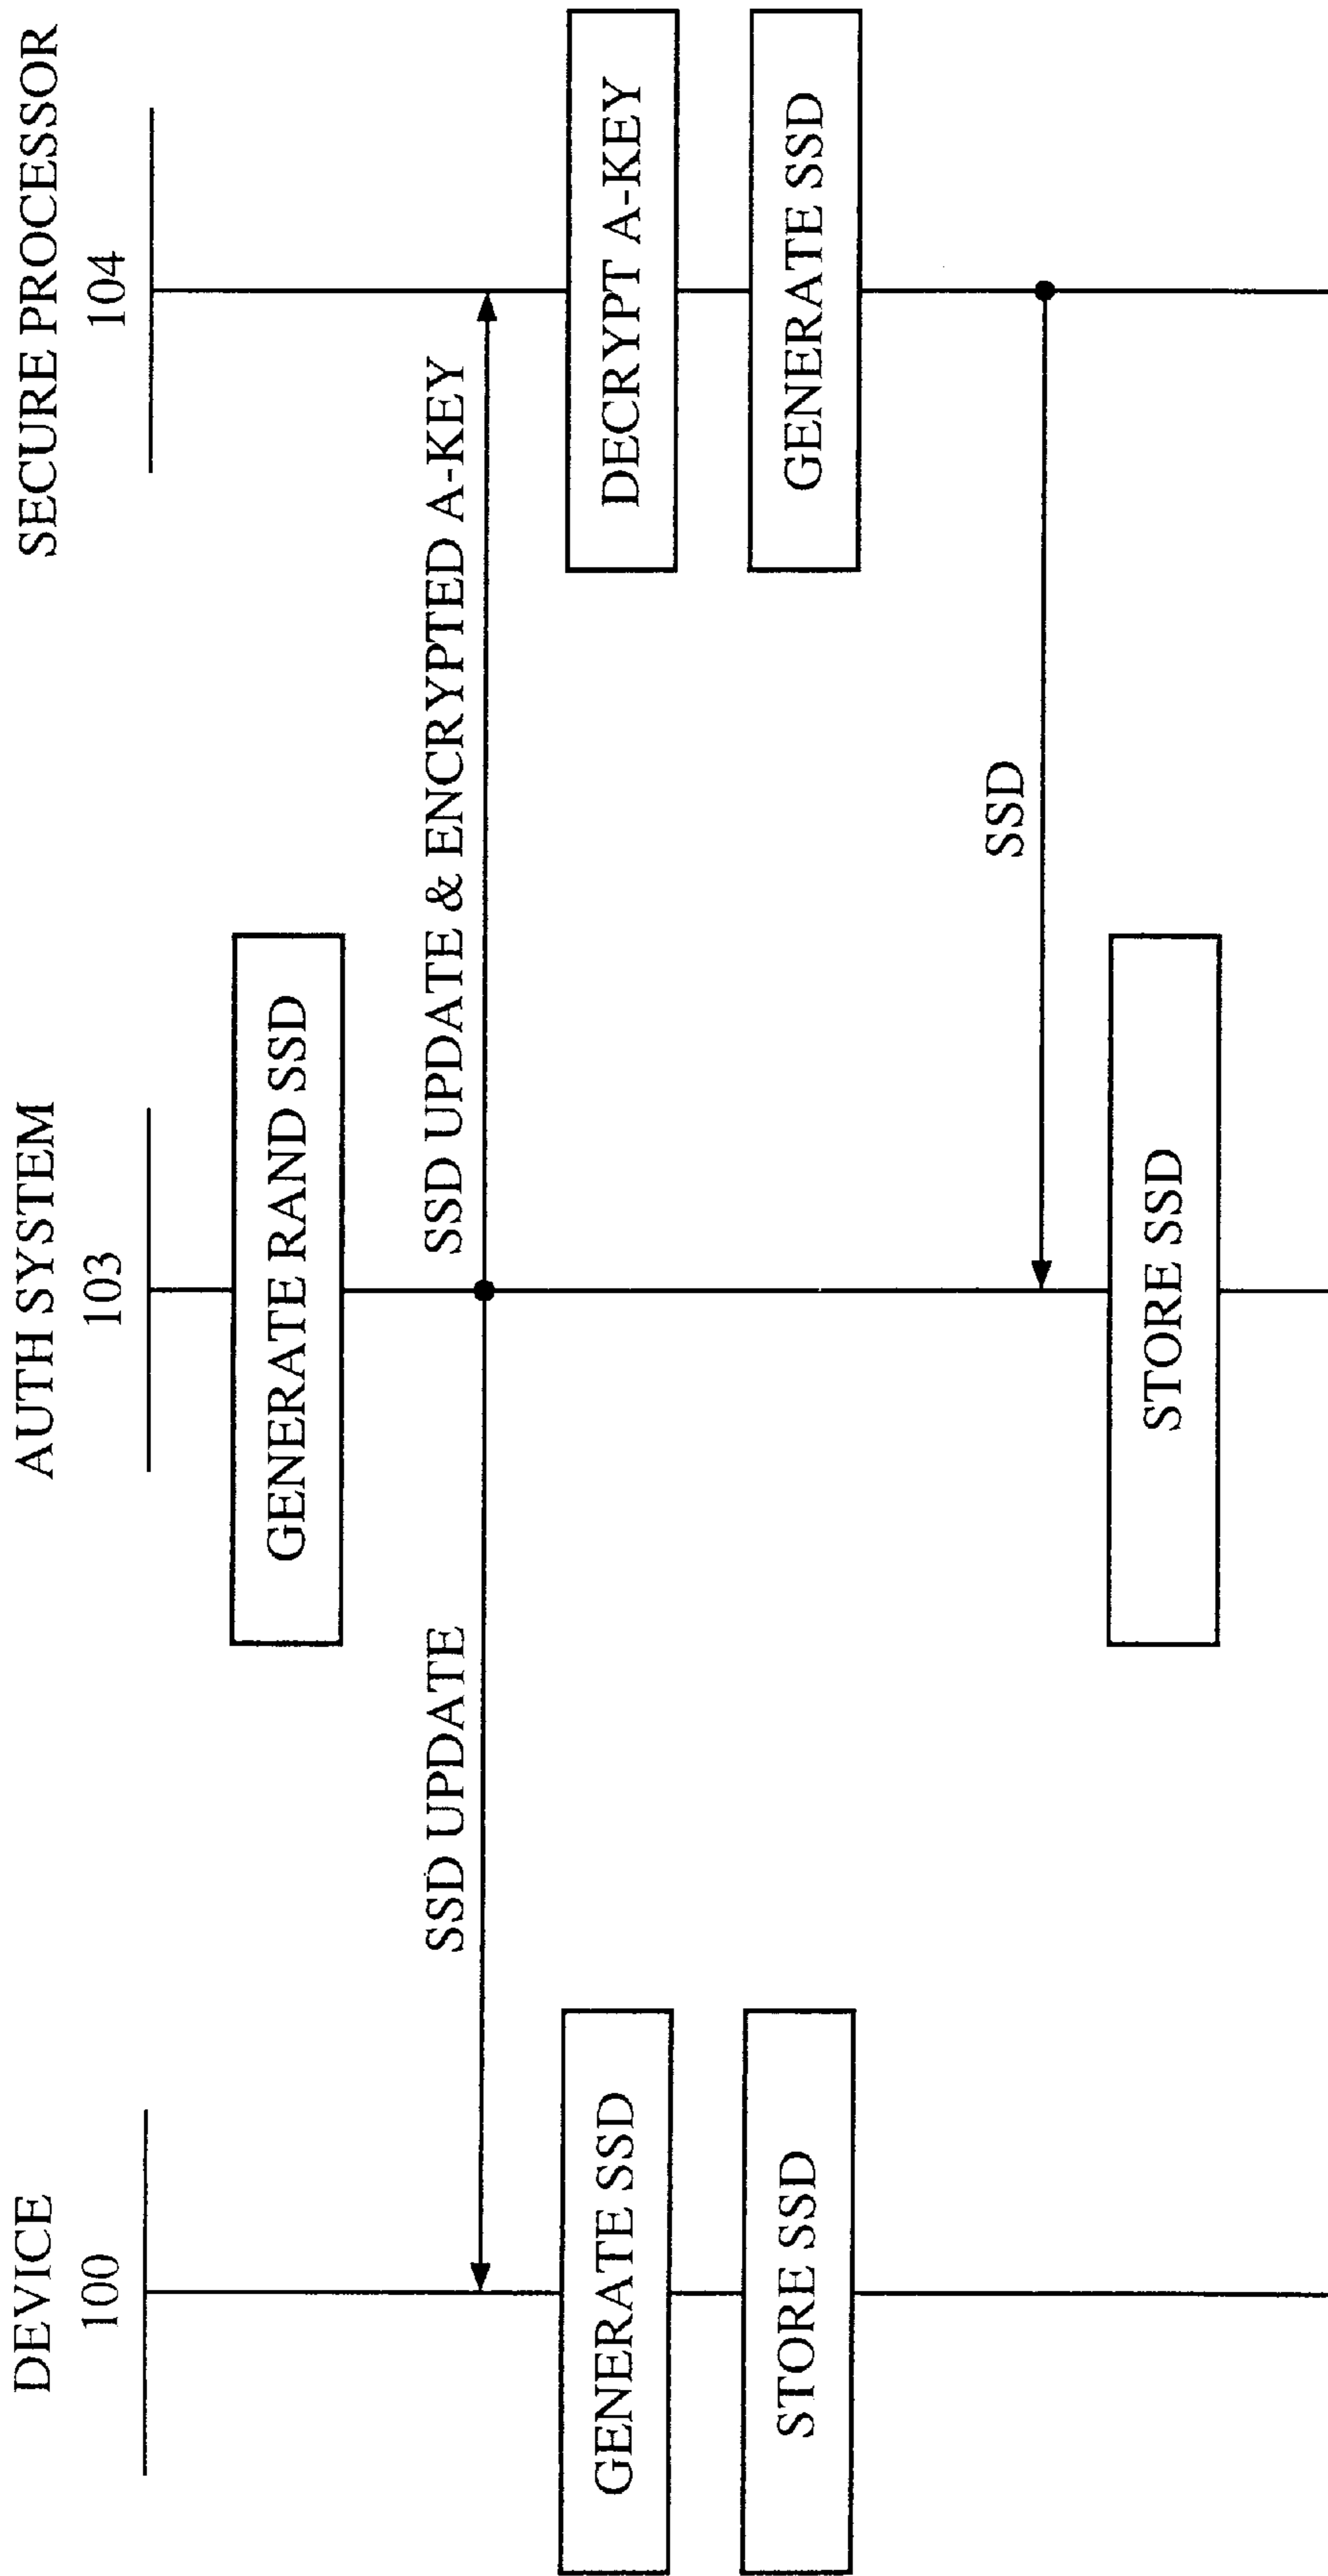 DEVICE
100
AUTH SYSTEM
103
SECURE PROCESSOR
104
GENERATE RAND SSD
SSD UPDATE
SSD UPDATE & ENCRYPTED A-KEY
GENERATE SSD
DECRYPT A-KEY
STORE SSD
GENERATE SSD
SSD
STORE SSD